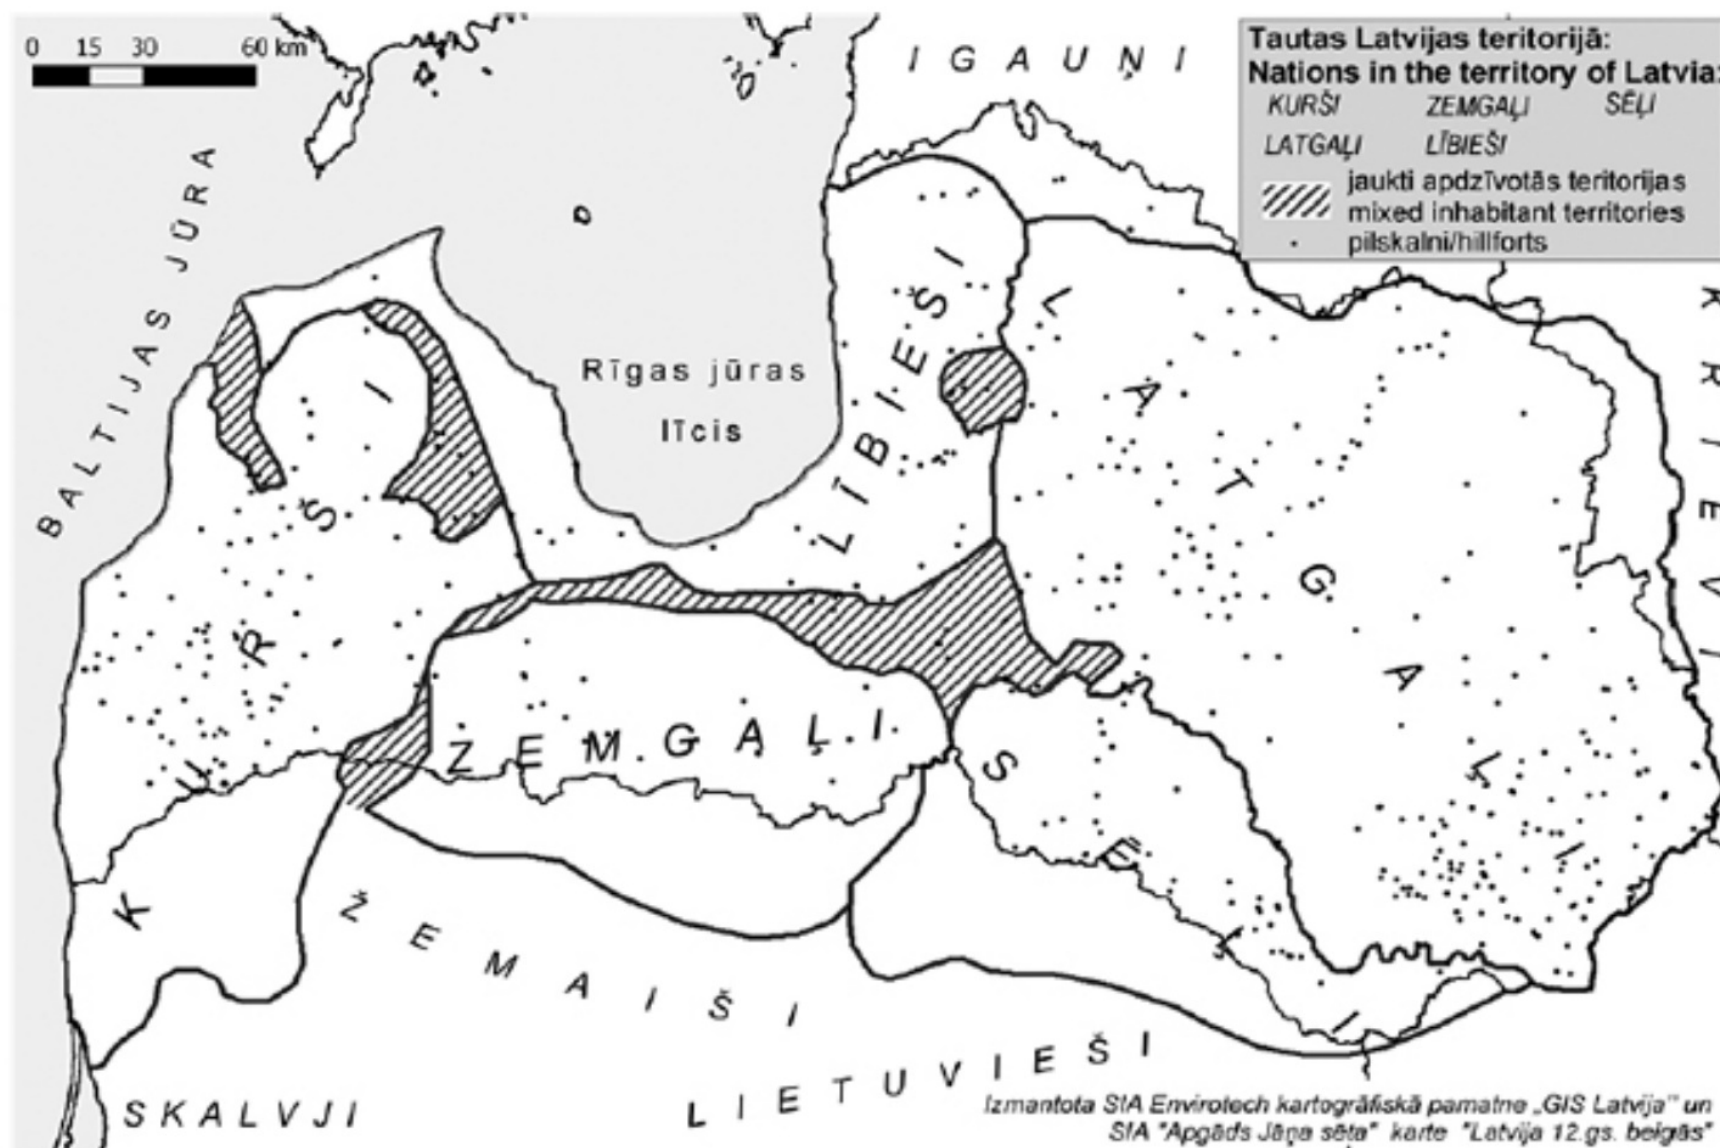 0 15 30 60 km
IGAUŅI
Tautas Latvijas teritorijā:
Nations in the territory of Latvia:
KURŠI ZEMGAĻI SĒĻI
LATGAĻI LĪBIEŠI
jaukti apdzīvotās teritorijas
mixed inhabitant territories
pilskalni/hillforts
BALTIJAS JŪRA
Rīgas jūras
līcis
LĪBIEŠI
LATGAĻI
KRIEVI
KURŠI
ZEMGAĻI
SĒĻI
ŽEMAIŠI
LIETUVIEŠI
SKALVJI
Izmantota SIA Envirotech kartogrāfiskā pamatne „GIS Latvija" un
SIA "Apgāds Jāņa sēta" karte "Latvija 12.gs. beigās"